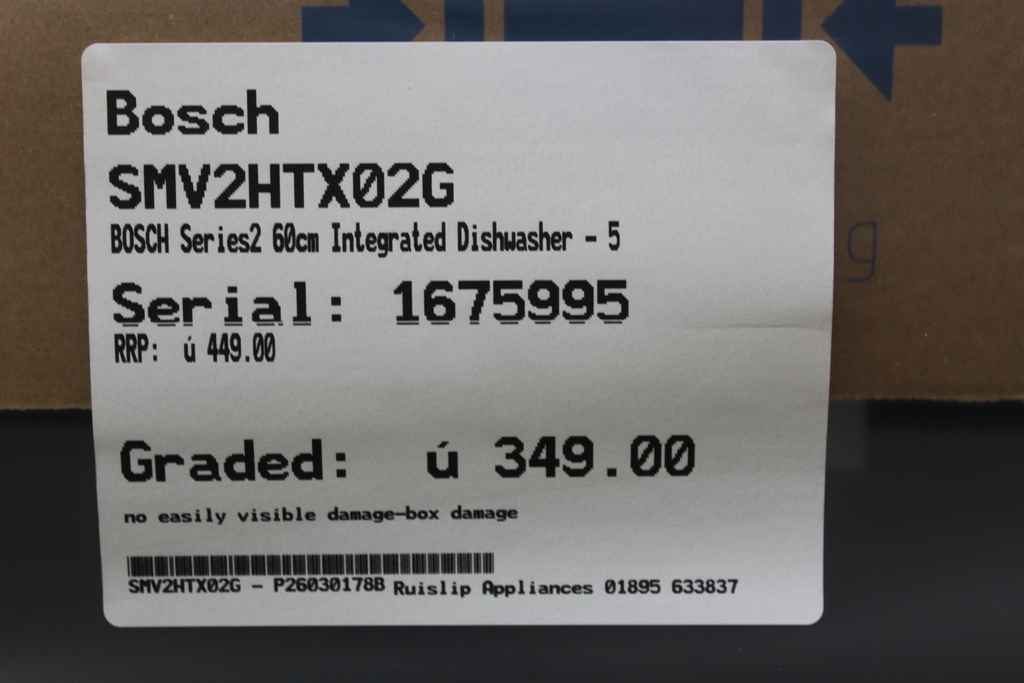 Bosch
SMV2HTX02G
BOSCH Series2 60cm Integrated Dishwasher - 5
Serial: 1675995
RRP: ú 449.00
Graded: ú 349.00
no easily visible damage-box damage
SMV2HTX02G - P26030178B Ruislip Appliances 01895 633837
g